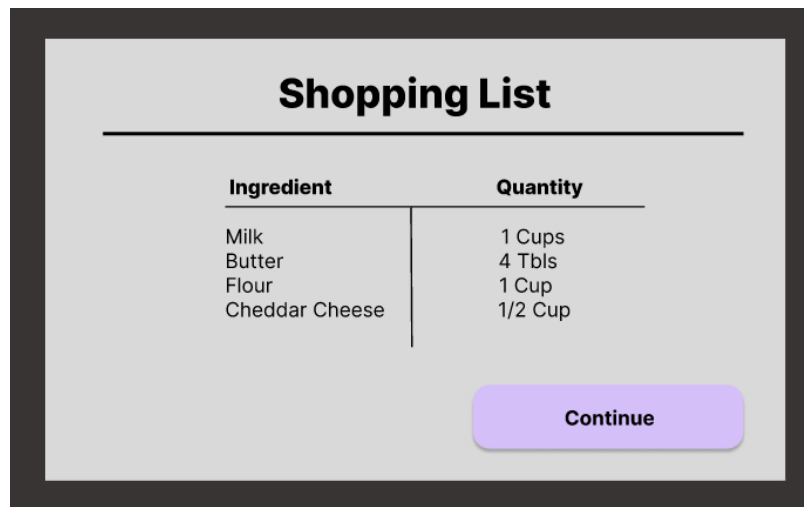 Shopping List
Ingredient Quantity
Milk 1 Cups
Butter 4 Tbls
Flour 1 Cup
Cheddar Cheese 1/2 Cup
Continue